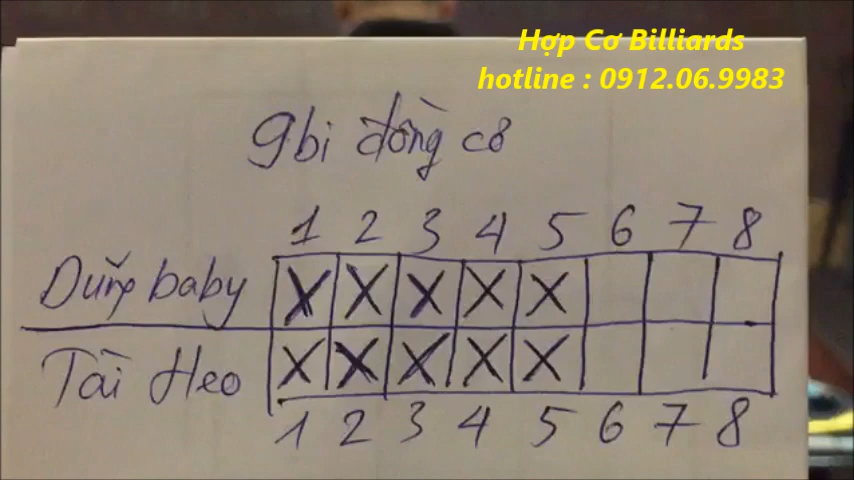 Hợp Cơ Billiards
hotline : 0912.06.9983
9bi đồng cơ
1 2 3 4 5 6 7 8
Dũng baby X X X X X
Tài Heo X X X X X
1 2 3 4 5 6 7 8